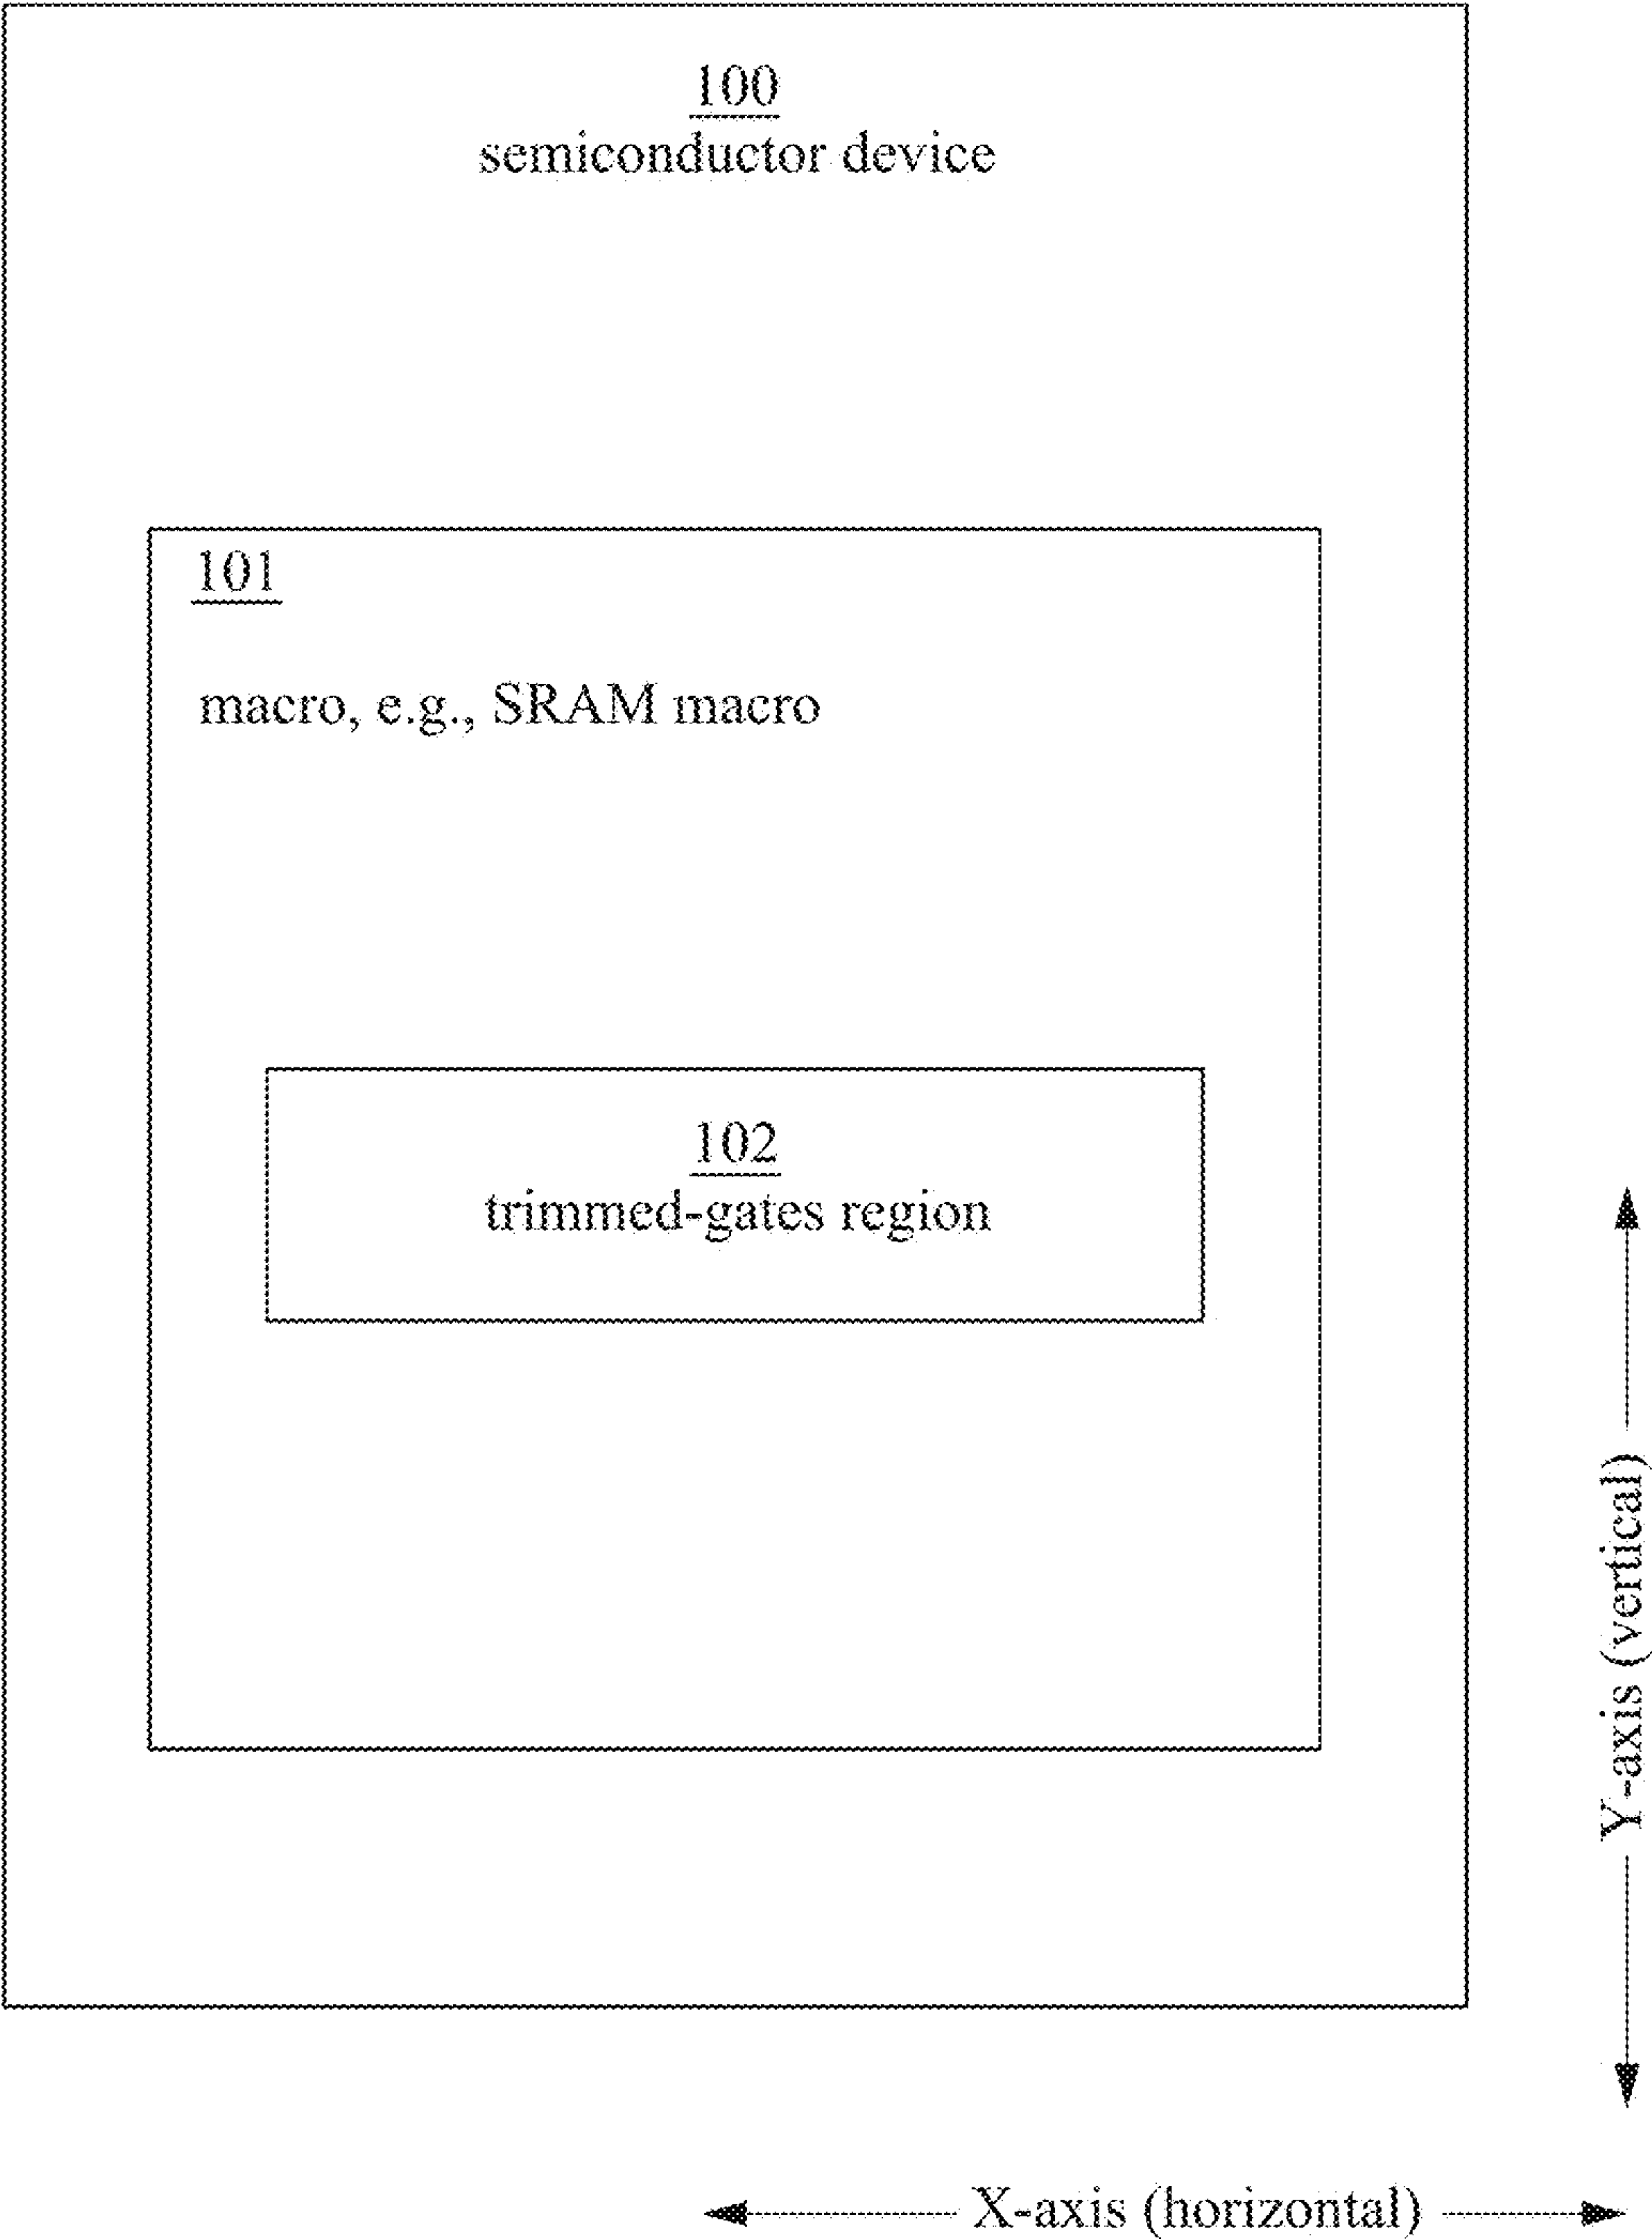 100
semiconductor device
101
macro, e.g., SRAM macro
102
trimmed-gates region
Y-axis (vertical)
X-axis (horizontal)